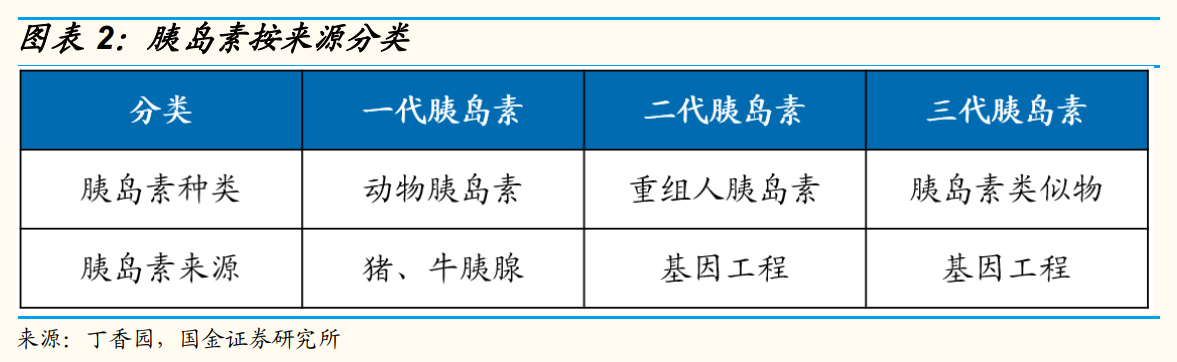 图表 2：胰岛素按来源分类
分类 一代胰岛素 二代胰岛素 三代胰岛素
胰岛素种类 动物胰岛素 重组人胰岛素 胰岛素类似物
胰岛素来源 猪、牛胰腺 基因工程 基因工程
来源：丁香园，国金证券研究所